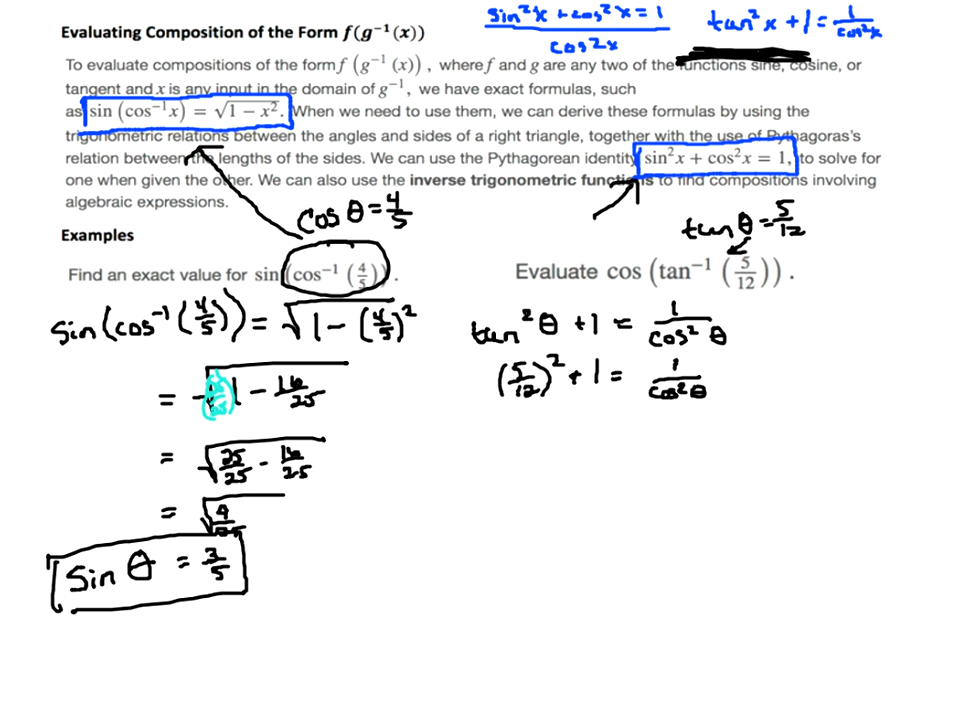 sin²x + cos²x = 1
cos²x
tan²x + 1 = 1/cos²x
Evaluating Composition of the Form f(g⁻¹(x))
To evaluate compositions of the form f (g⁻¹ (x)) , where f and g are any two of the functions sine, cosine, or
tangent and x is any input in the domain of g⁻¹, we have exact formulas, such
as sin (cos⁻¹x) = √(1 − x²). When we need to use them, we can derive these formulas by using the
trigonometric relations between the angles and sides of a right triangle, together with the use of Pythagoras's
relation between the lengths of the sides. We can use the Pythagorean identity sin²x + cos²x = 1, to solve for
one when given the other. We can also use the inverse trigonometric functions to find compositions involving
algebraic expressions.
cos θ = 4/5
tan θ = 5/12
Examples
Find an exact value for sin (cos⁻¹ (4/5)) .
sin(cos⁻¹(4/5)) = √(1 − (4/5)²)
= √(1 − 16/25)
= √(25/25 - 16/25)
= √(9/25)
sin θ = 3/5
Evaluate cos (tan⁻¹ (5/12)) .
tan²θ + 1 = 1/cos²θ
(5/12)² + 1 = 1/cos²θ